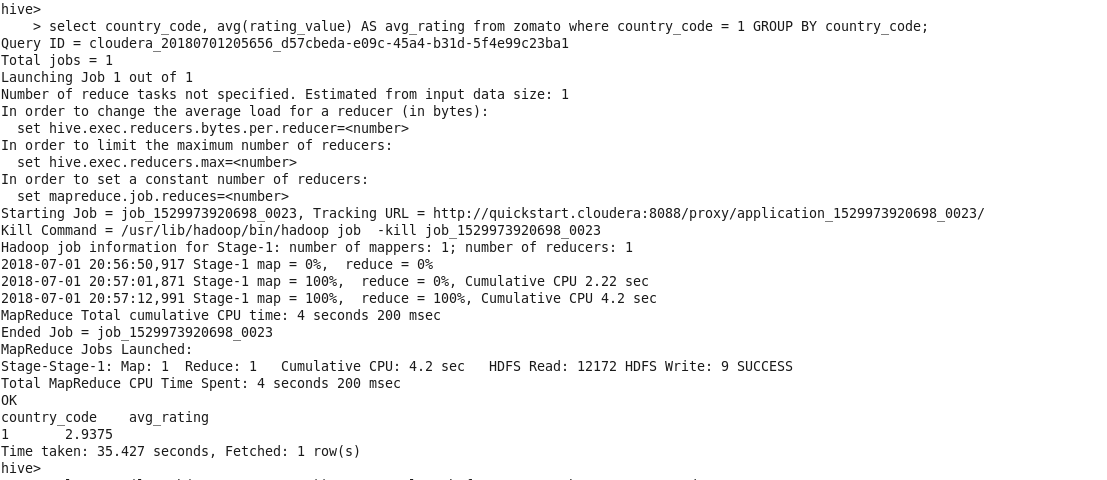 hive>
    > select country_code, avg(rating_value) AS avg_rating from zomato where country_code = 1 GROUP BY country_code;
Query ID = cloudera_20180701205656_d57cbeda-e09c-45a4-b31d-5f4e99c23ba1
Total jobs = 1
Launching Job 1 out of 1
Number of reduce tasks not specified. Estimated from input data size: 1
In order to change the average load for a reducer (in bytes):
  set hive.exec.reducers.bytes.per.reducer=<number>
In order to limit the maximum number of reducers:
  set hive.exec.reducers.max=<number>
In order to set a constant number of reducers:
  set mapreduce.job.reduces=<number>
Starting Job = job_1529973920698_0023, Tracking URL = http://quickstart.cloudera:8088/proxy/application_1529973920698_0023/
Kill Command = /usr/lib/hadoop/bin/hadoop job  -kill job_1529973920698_0023
Hadoop job information for Stage-1: number of mappers: 1; number of reducers: 1
2018-07-01 20:56:50,917 Stage-1 map = 0%,  reduce = 0%
2018-07-01 20:57:01,871 Stage-1 map = 100%,  reduce = 0%, Cumulative CPU 2.22 sec
2018-07-01 20:57:12,991 Stage-1 map = 100%,  reduce = 100%, Cumulative CPU 4.2 sec
MapReduce Total cumulative CPU time: 4 seconds 200 msec
Ended Job = job_1529973920698_0023
MapReduce Jobs Launched:
Stage-Stage-1: Map: 1  Reduce: 1   Cumulative CPU: 4.2 sec   HDFS Read: 12172 HDFS Write: 9 SUCCESS
Total MapReduce CPU Time Spent: 4 seconds 200 msec
OK
country_code    avg_rating
1       2.9375
Time taken: 35.427 seconds, Fetched: 1 row(s)
hive>